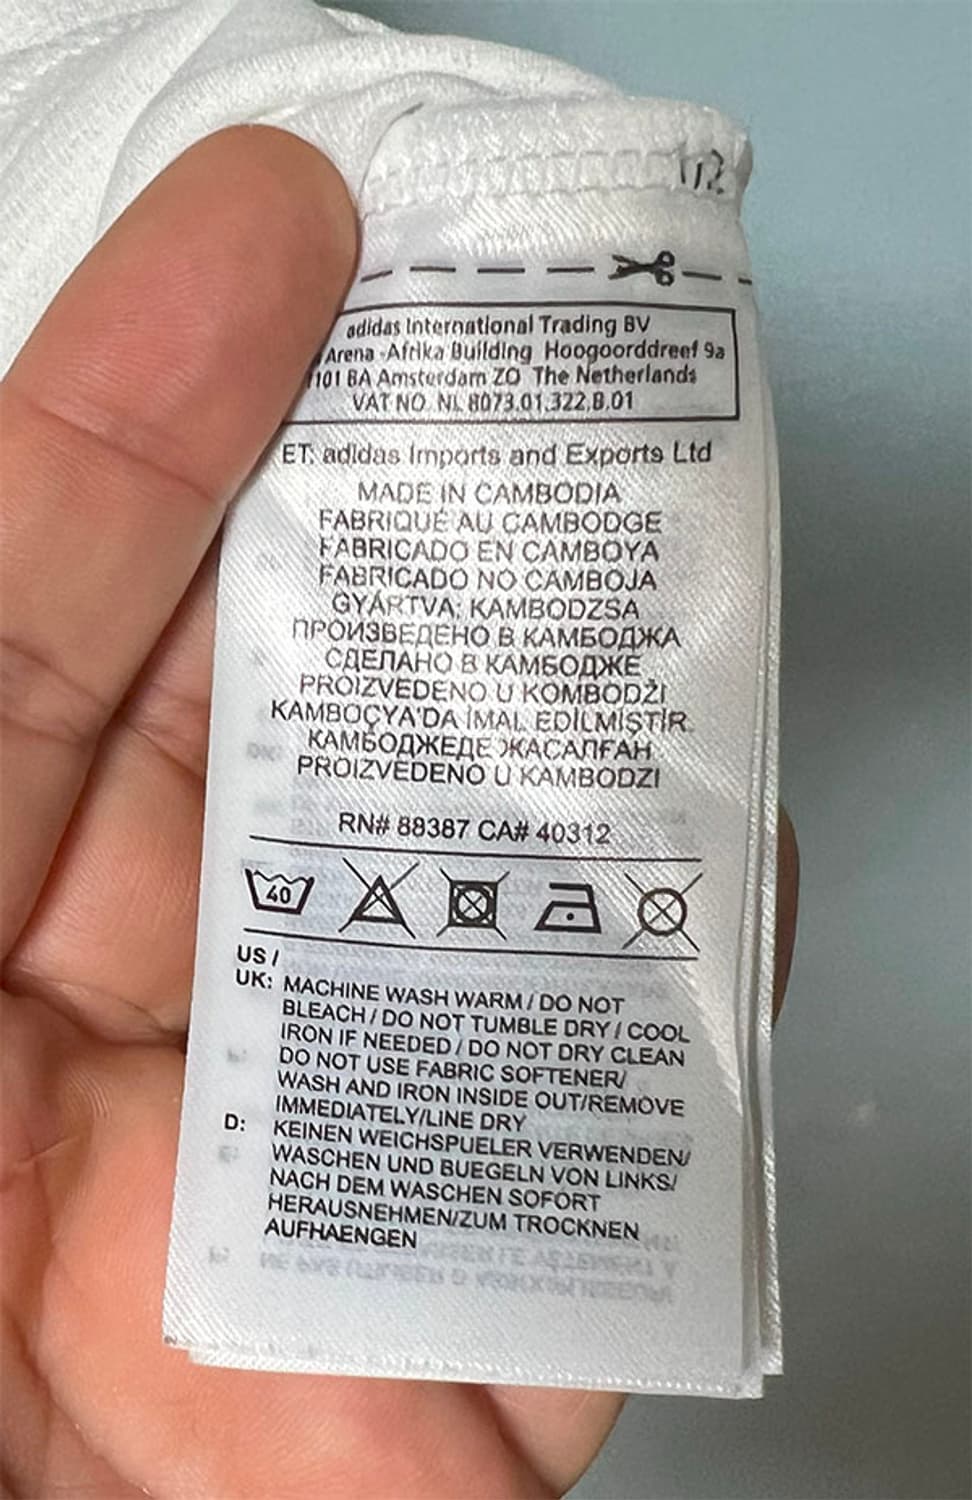 adidas International Trading BV
Arena -Afrika Building Hoogoorddreef 9a
1101 BA Amsterdam ZO The Netherlands
VAT NO. NL 8073.01.322.B.01
ET: adidas Imports and Exports Ltd
MADE IN CAMBODIA
FABRIQUÉ AU CAMBODGE
FABRICADO EN CAMBOYA
FABRICADO NO CAMBOJA
GYÁRTVA: KAMBODZSA
ПРОИЗВЕДЕНО В КАМБОДЖА
СДЕЛАНО В КАМБОДЖЕ
PROIZVEDENO U KOMBODŽI
KAMBOÇYA'DA İMAL EDİLMİŞTİR.
КАМБОДЖЕДЕ ЖАСАЛҒАН
PROIZVEDENO U KAMBODZI
RN# 88387 CA# 40312
40
US /
UK: MACHINE WASH WARM / DO NOT
BLEACH / DO NOT TUMBLE DRY / COOL
IRON IF NEEDED / DO NOT DRY CLEAN
DO NOT USE FABRIC SOFTENER/
WASH AND IRON INSIDE OUT/REMOVE
IMMEDIATELY/LINE DRY
D: KEINEN WEICHSPUELER VERWENDEN/
WASCHEN UND BUEGELN VON LINKS/
NACH DEM WASCHEN SOFORT
HERAUSNEHMEN/ZUM TROCKNEN
AUFHAENGEN